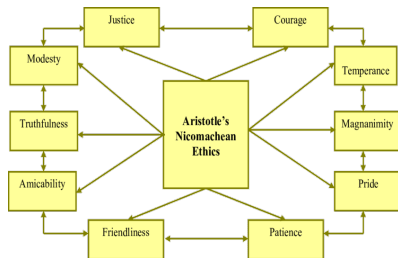 Justice
Courage
Modesty
Temperance
Aristotle's
Nicomachean
Ethics
Truthfulness
Magnanimity
Amicability
Pride
Friendliness
Patience